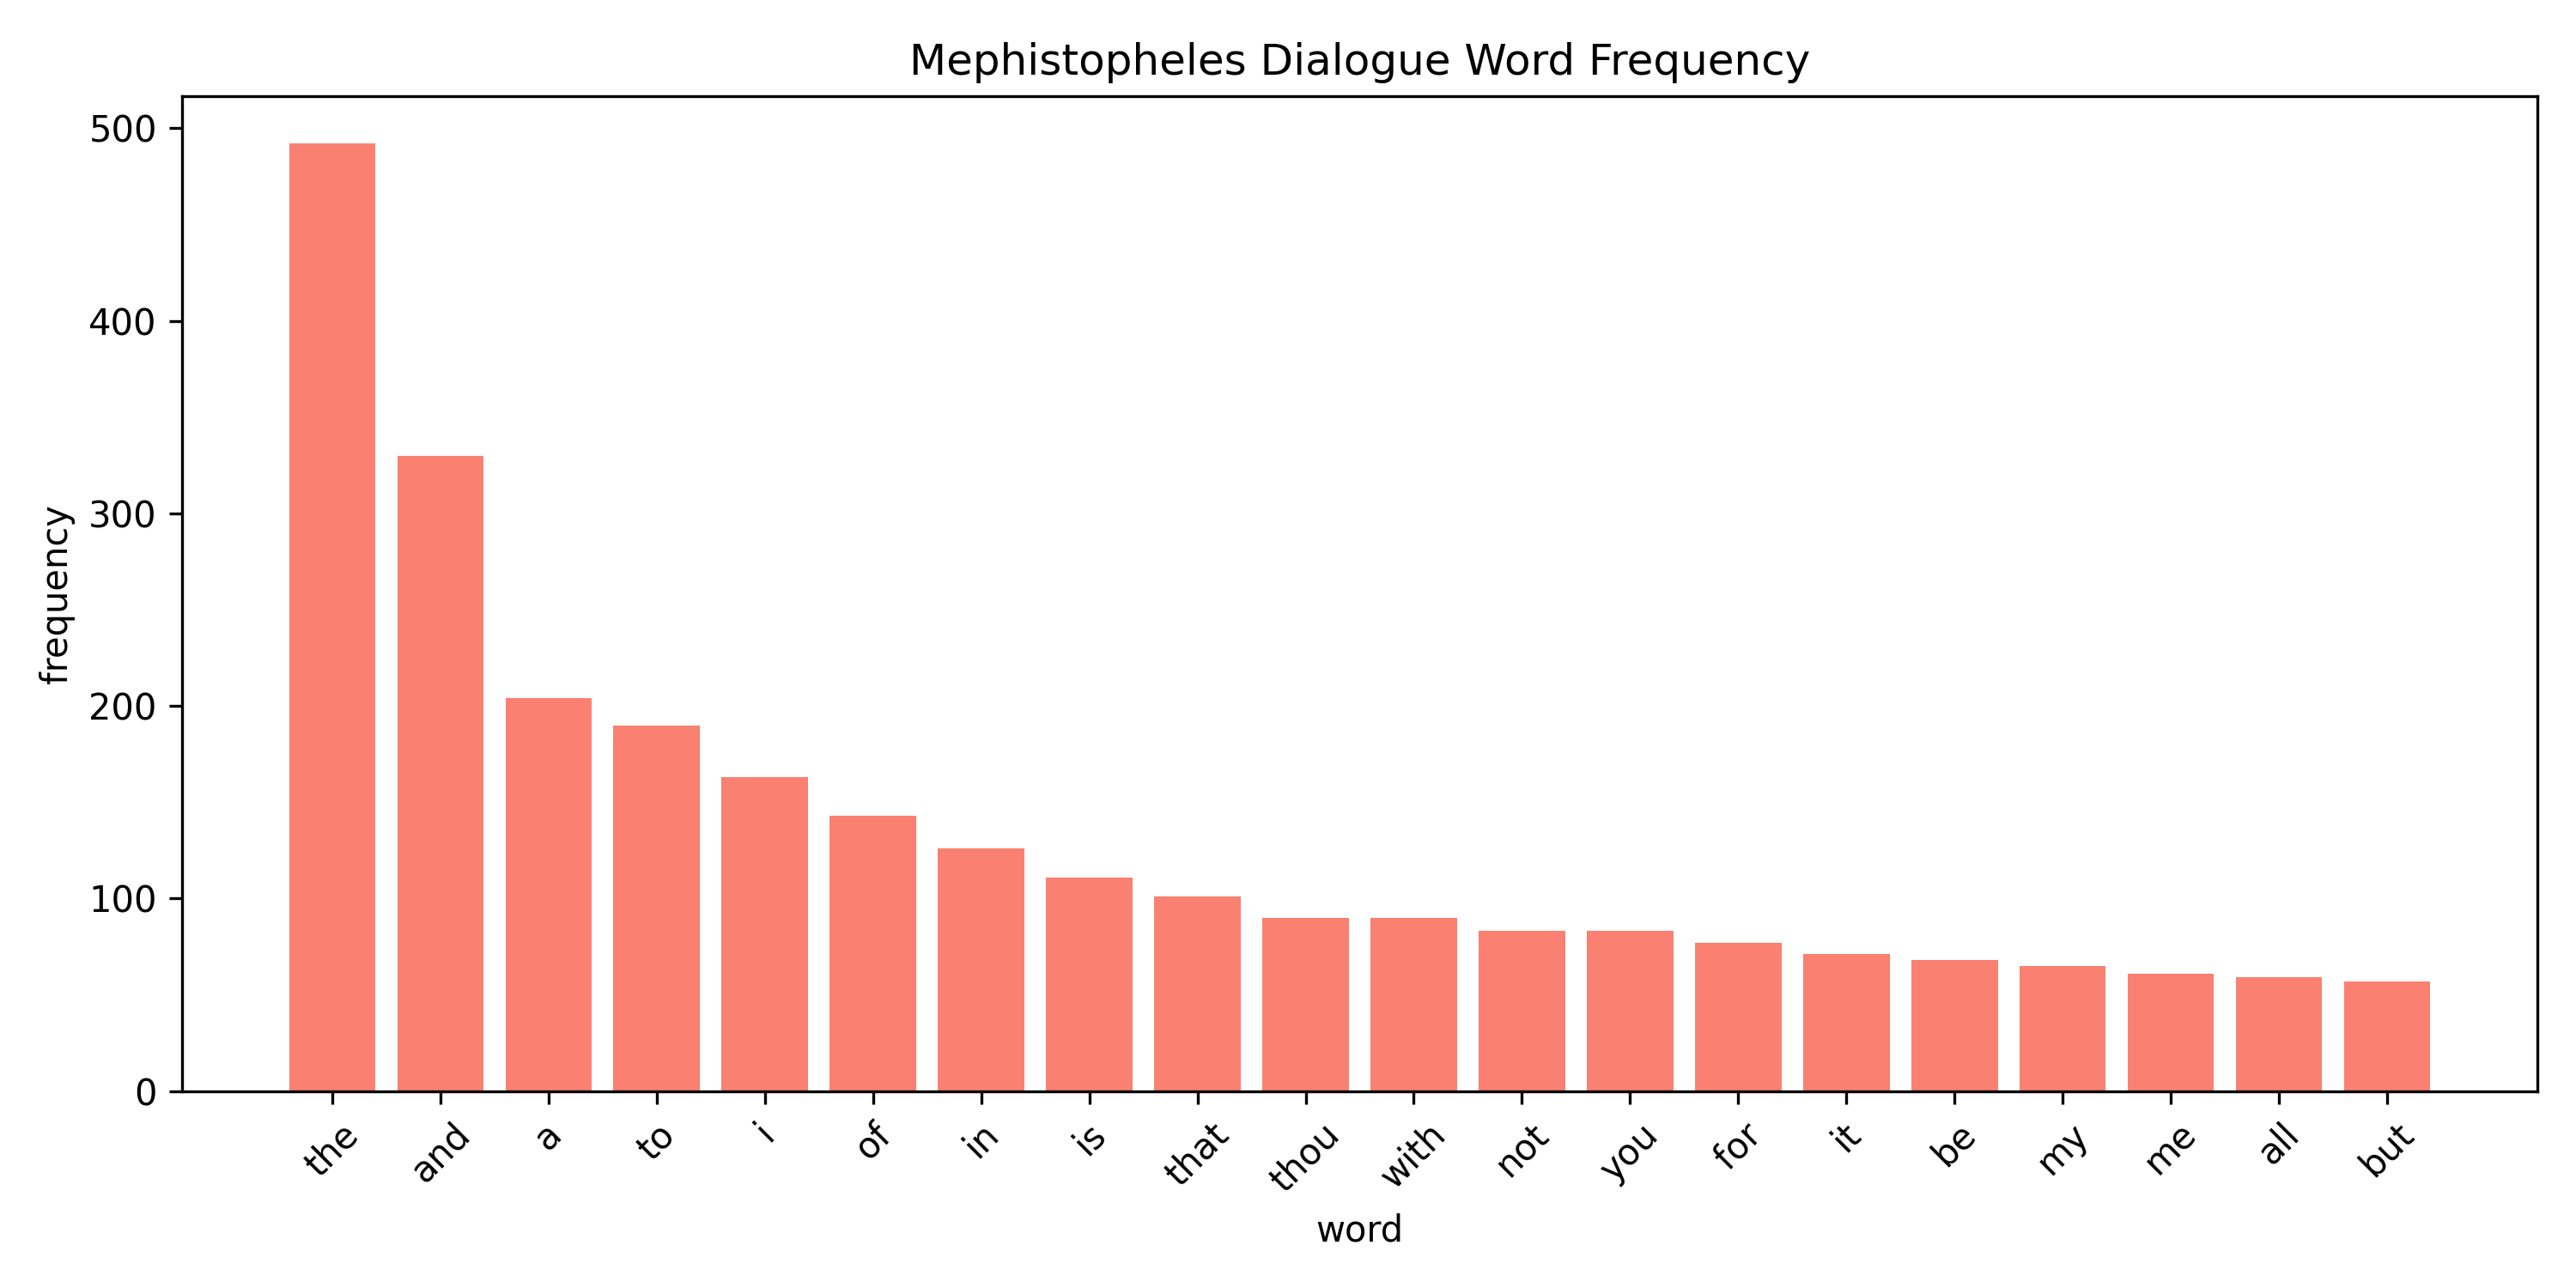 Mephistopheles Dialogue Word Frequency
500
400
300
200
100
0
frequency
the and a to i of in is that thou with not you for it be my me all but
word